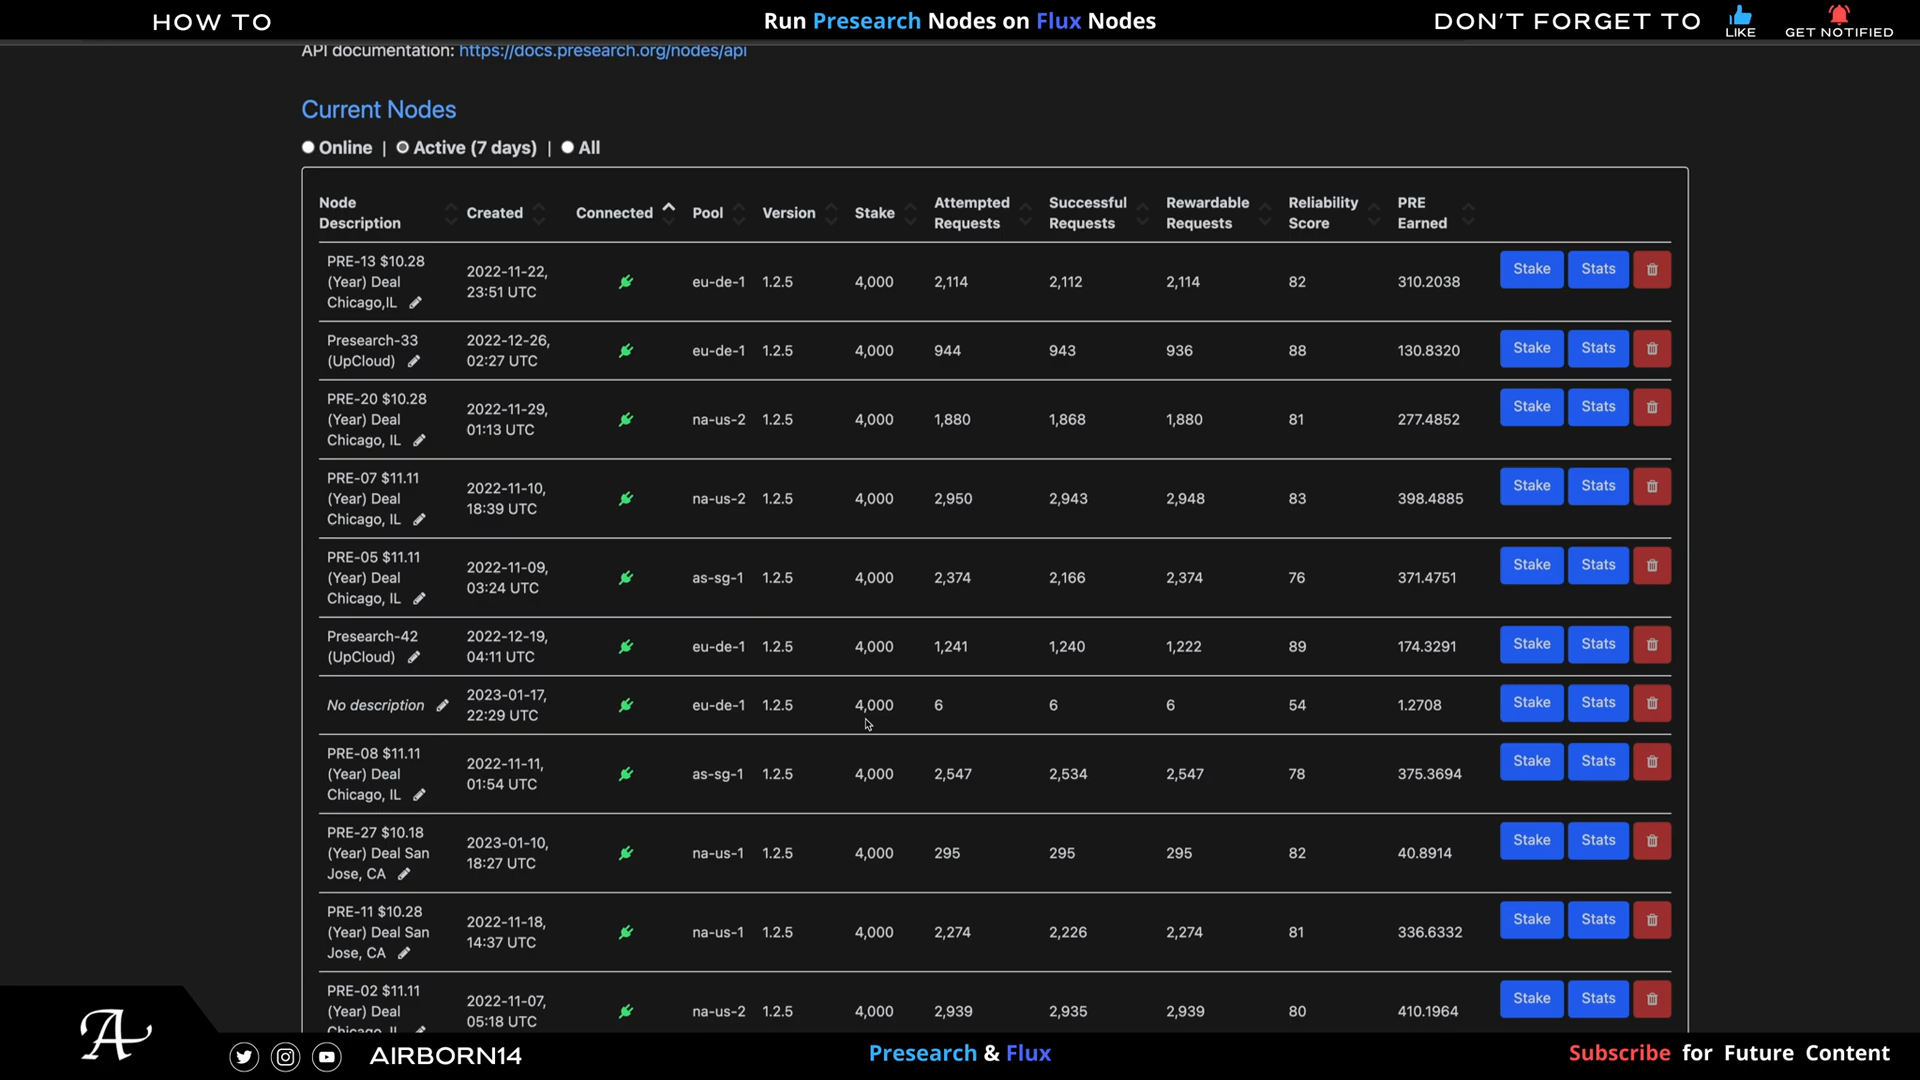 HOW TO
Run Presearch Nodes on Flux Nodes
DON'T FORGET TO
LIKE
GET NOTIFIED
API documentation: https://docs.presearch.org/nodes/api
Current Nodes
Online | Active (7 days) | All
Node Description Created Connected Pool Version Stake Attempted Requests Successful Requests Rewardable Requests Reliability Score PRE Earned
PRE-13 $10.28 (Year) Deal Chicago,IL 2022-11-22, 23:51 UTC eu-de-1 1.2.5 4,000 2,114 2,112 2,114 82 310.2038 Stake Stats
Presearch-33 (UpCloud) 2022-12-26, 02:27 UTC eu-de-1 1.2.5 4,000 944 943 936 88 130.8320 Stake Stats
PRE-20 $10.28 (Year) Deal Chicago, IL 2022-11-29, 01:13 UTC na-us-2 1.2.5 4,000 1,880 1,868 1,880 81 277.4852 Stake Stats
PRE-07 $11.11 (Year) Deal Chicago, IL 2022-11-10, 18:39 UTC na-us-2 1.2.5 4,000 2,950 2,943 2,948 83 398.4885 Stake Stats
PRE-05 $11.11 (Year) Deal Chicago, IL 2022-11-09, 03:24 UTC as-sg-1 1.2.5 4,000 2,374 2,166 2,374 76 371.4751 Stake Stats
Presearch-42 (UpCloud) 2022-12-19, 04:11 UTC eu-de-1 1.2.5 4,000 1,241 1,240 1,222 89 174.3291 Stake Stats
No description 2023-01-17, 22:29 UTC eu-de-1 1.2.5 4,000 6 6 6 54 1.2708 Stake Stats
PRE-08 $11.11 (Year) Deal Chicago, IL 2022-11-11, 01:54 UTC as-sg-1 1.2.5 4,000 2,547 2,534 2,547 78 375.3694 Stake Stats
PRE-27 $10.18 (Year) Deal San Jose, CA 2023-01-10, 18:27 UTC na-us-1 1.2.5 4,000 295 295 295 82 40.8914 Stake Stats
PRE-11 $10.28 (Year) Deal San Jose, CA 2022-11-18, 14:37 UTC na-us-1 1.2.5 4,000 2,274 2,226 2,274 81 336.6332 Stake Stats
PRE-02 $11.11 (Year) Deal Chicago, IL 2022-11-07, 05:18 UTC na-us-2 1.2.5 4,000 2,939 2,935 2,939 80 410.1964 Stake Stats
A
AIRBORN14
Presearch & Flux
Subscribe for Future Content